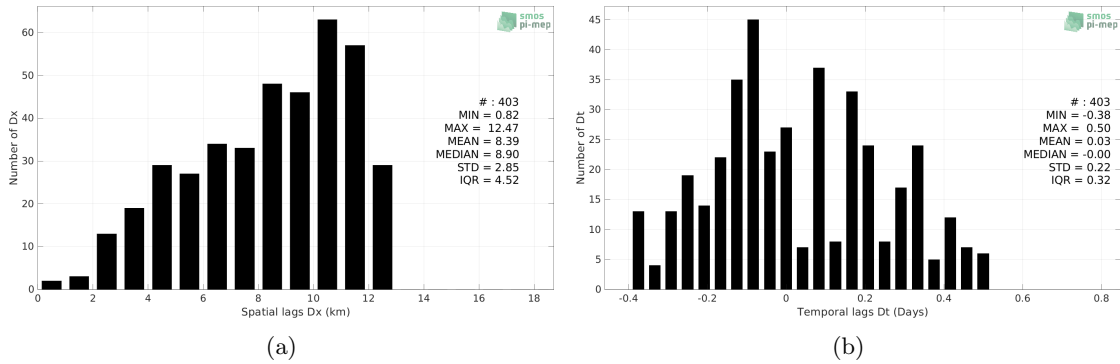 smos
pi-mep
Number of Dx
60
50
40
30
20
10
0
# : 403
MIN = 0.82
MAX = 12.47
MEAN = 8.39
MEDIAN = 8.90
STD = 2.85
IQR = 4.52
0 2 4 6 8 10 12 14 16 18
Spatial lags Dx (km)
(a)
smos
pi-mep
Number of Dt
45
40
35
30
25
20
15
10
5
0
# : 403
MIN = -0.38
MAX = 0.50
MEAN = 0.03
MEDIAN = -0.00
STD = 0.22
IQR = 0.32
-0.4 -0.2 0 0.2 0.4 0.6 0.8
Temporal lags Dt (Days)
(b)